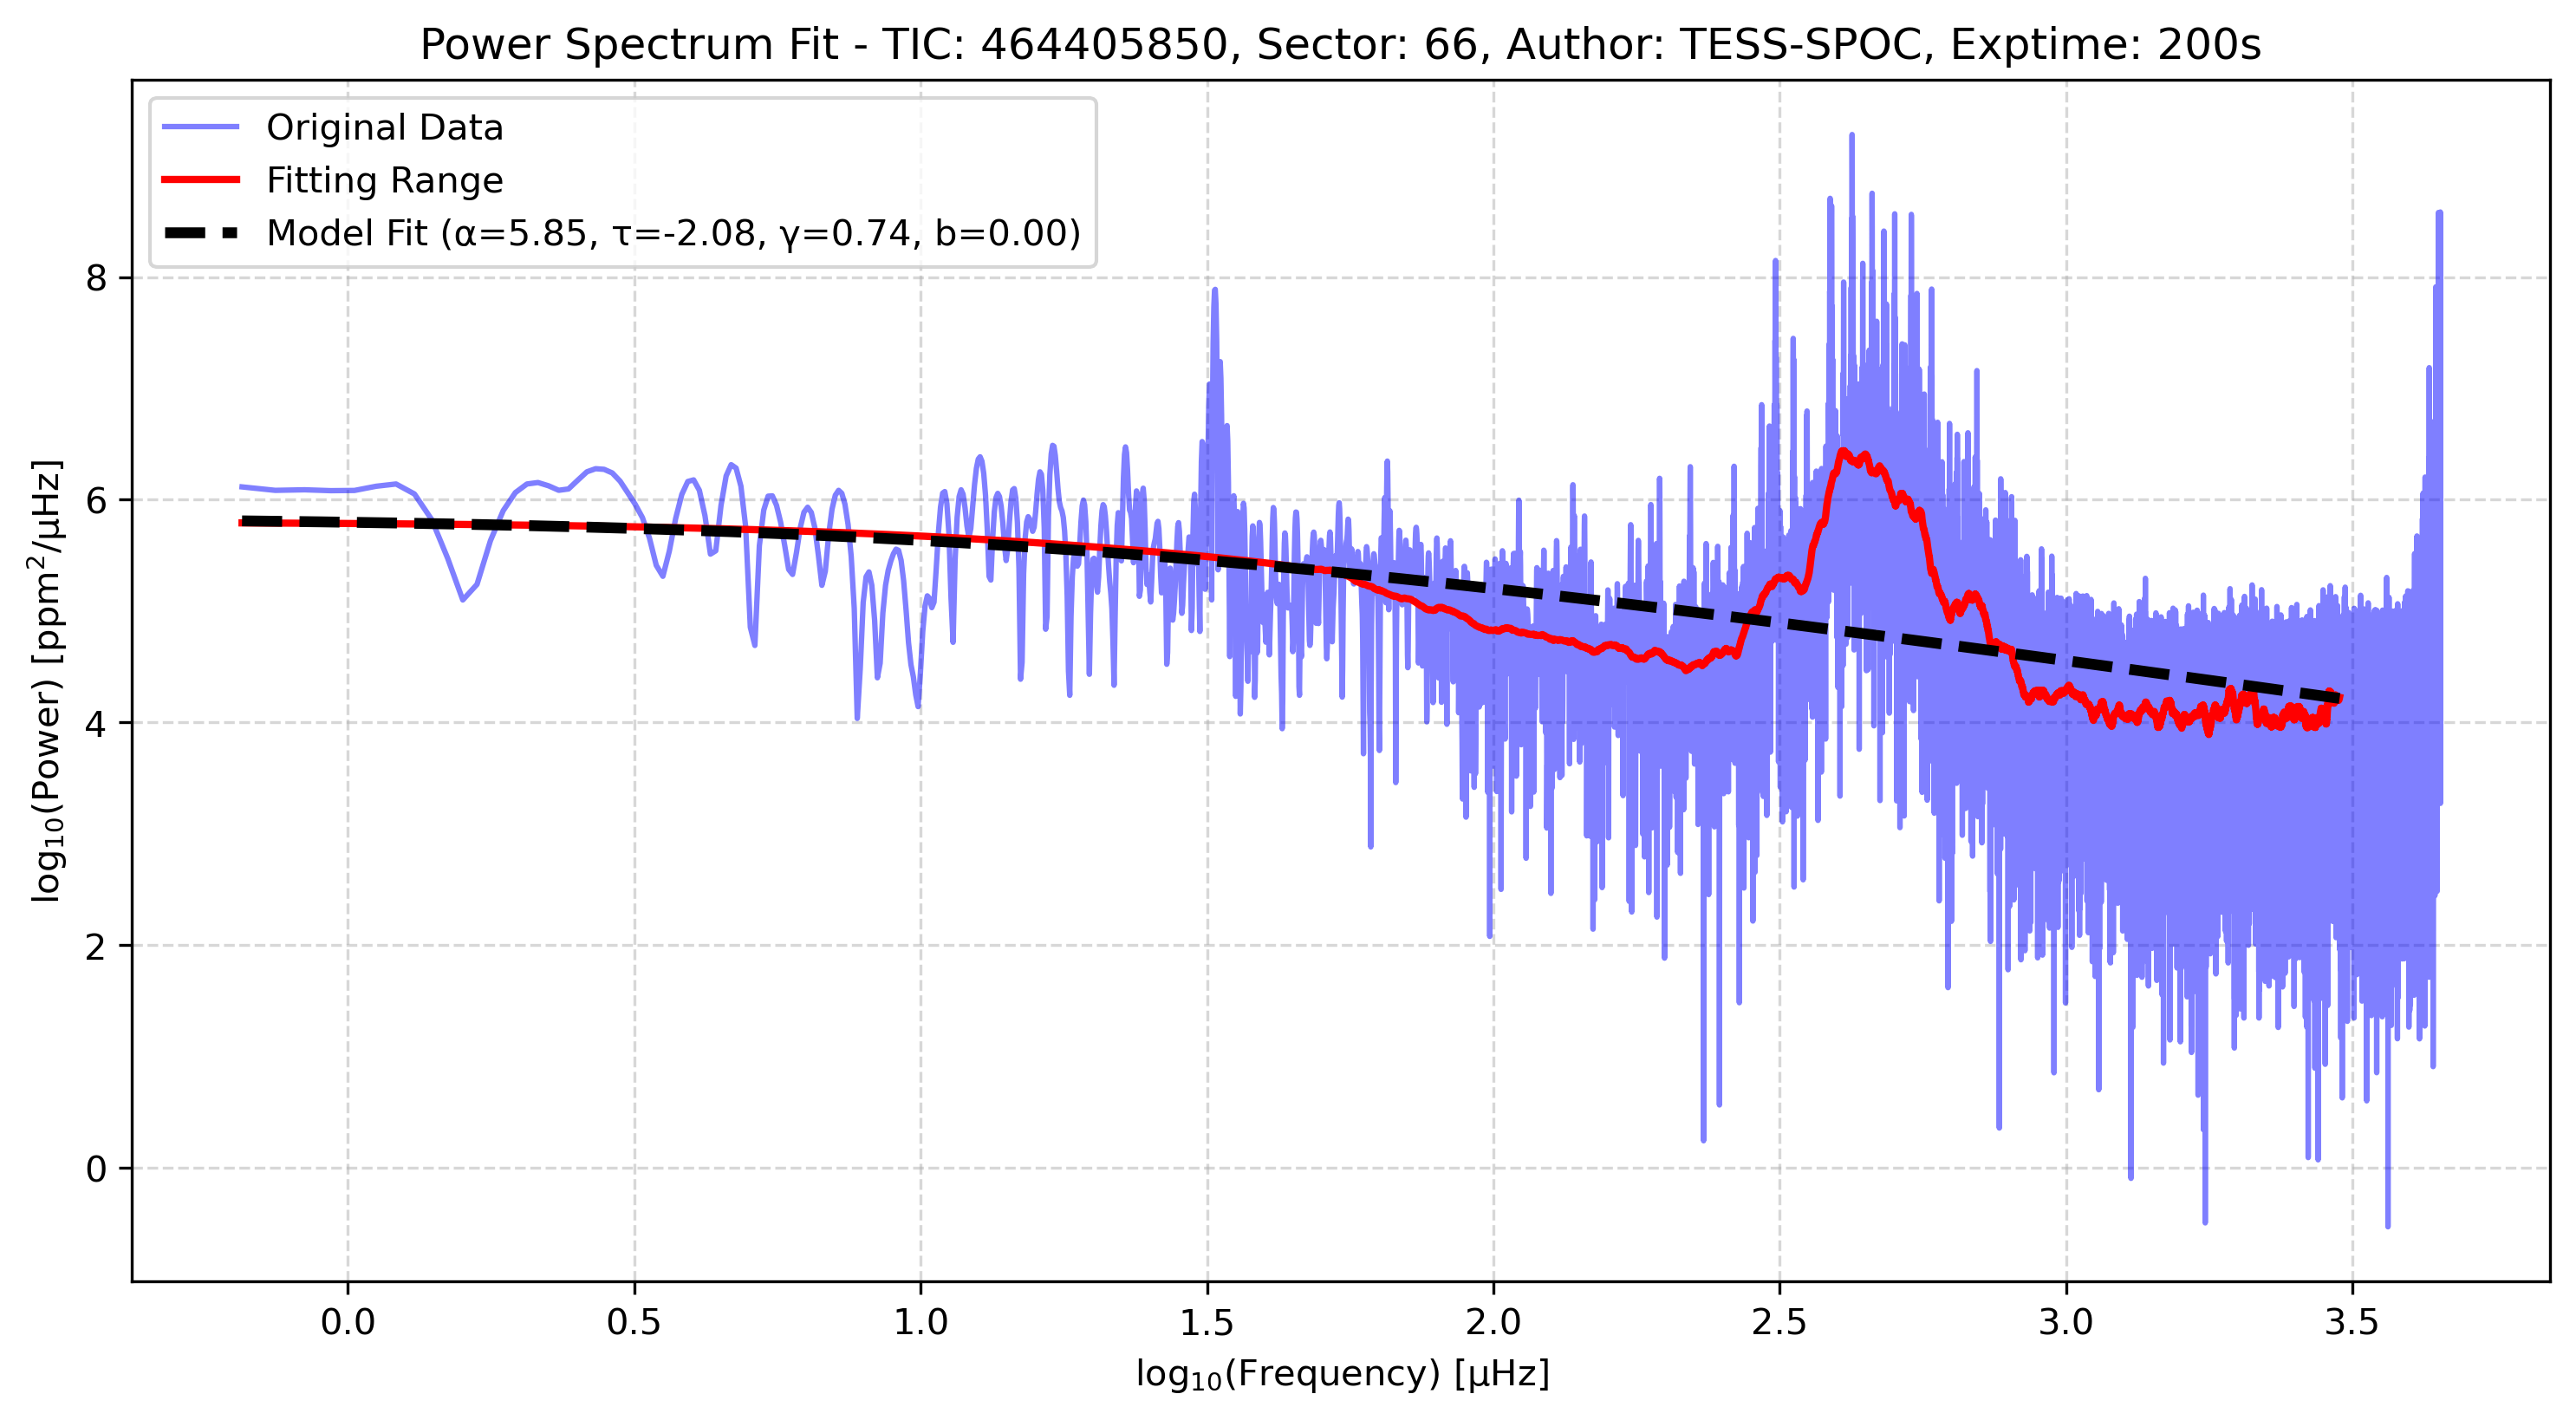 Power Spectrum Fit - TIC: 464405850, Sector: 66, Author: TESS-SPOC, Exptime: 200s
Original Data
Fitting Range
Model Fit (α=5.85, τ=-2.08, γ=0.74, b=0.00)
log₁₀(Power) [ppm²/μHz]
8
6
4
2
0
0.0 0.5 1.0 1.5 2.0 2.5 3.0 3.5
log₁₀(Frequency) [μHz]